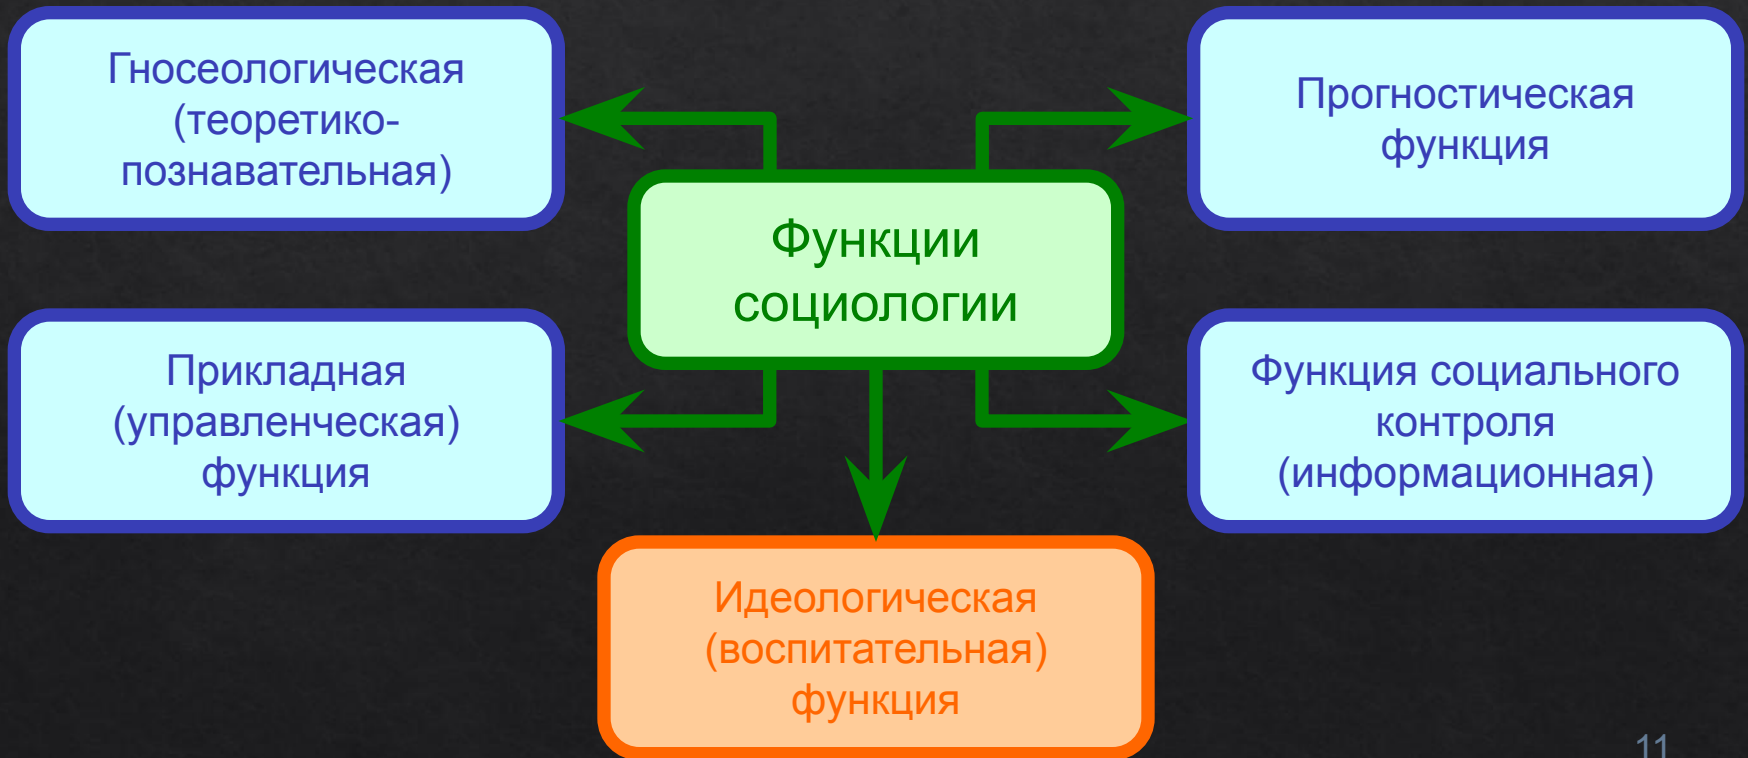 Гносеологическая
(теоретико-
познавательная)
Прогностическая
функция
Функции
социологии
Прикладная
(управленческая)
функция
Функция социального
контроля
(информационная)
Идеологическая
(воспитательная)
функция
11